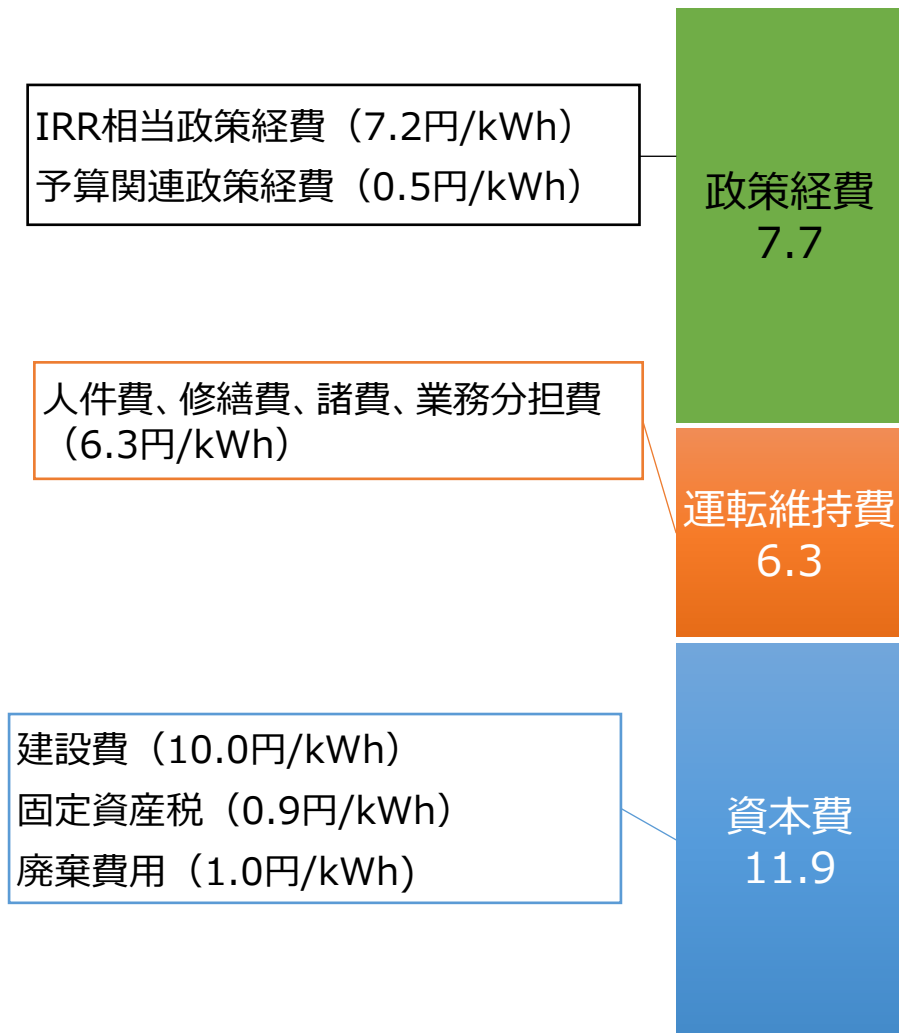 IRR相当政策経費（7.2円/kWh）
予算関連政策経費（0.5円/kWh）
政策経費
7.7
人件費、修繕費、諸費、業務分担費
（6.3円/kWh）
運転維持費
6.3
建設費（10.0円/kWh）
固定資産税（0.9円/kWh）
廃棄費用（1.0円/kWh)
資本費
11.9